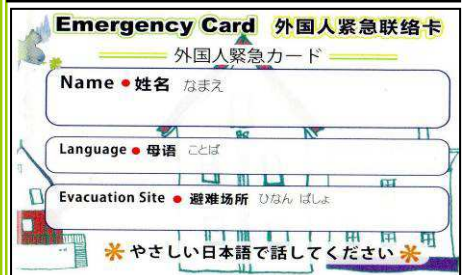 Emergency Card 外国人紧急联络卡
外国人緊急カード
Name ● 姓名 なまえ
Language ● 母语 ことば
Evacuation Site ● 避难场所 ひなん ばしょ
＊ やさしい日本語で話してください ＊